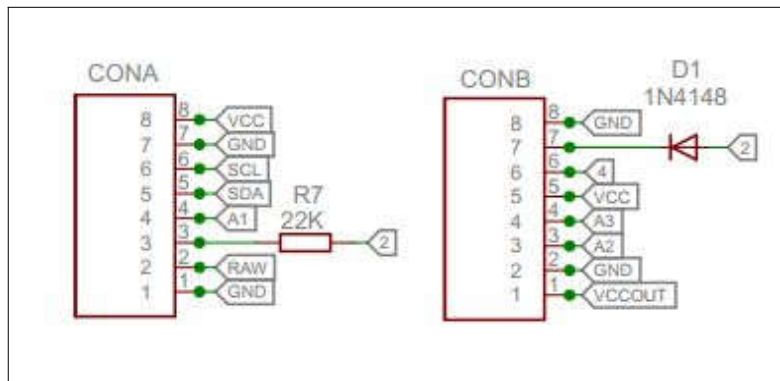 CONA
8 8 VCC
7 7 GND
6 6 SCL
5 5 SDA
4 4 A1
R7
22K
3 3 2
2 2 RAW
1 1 GND
CONB
D1
1N4148
8 8 GND
7 7 2
6 6 4
5 5 VCC
4 4 A3
3 3 A2
2 2 GND
1 1 VCCOUT